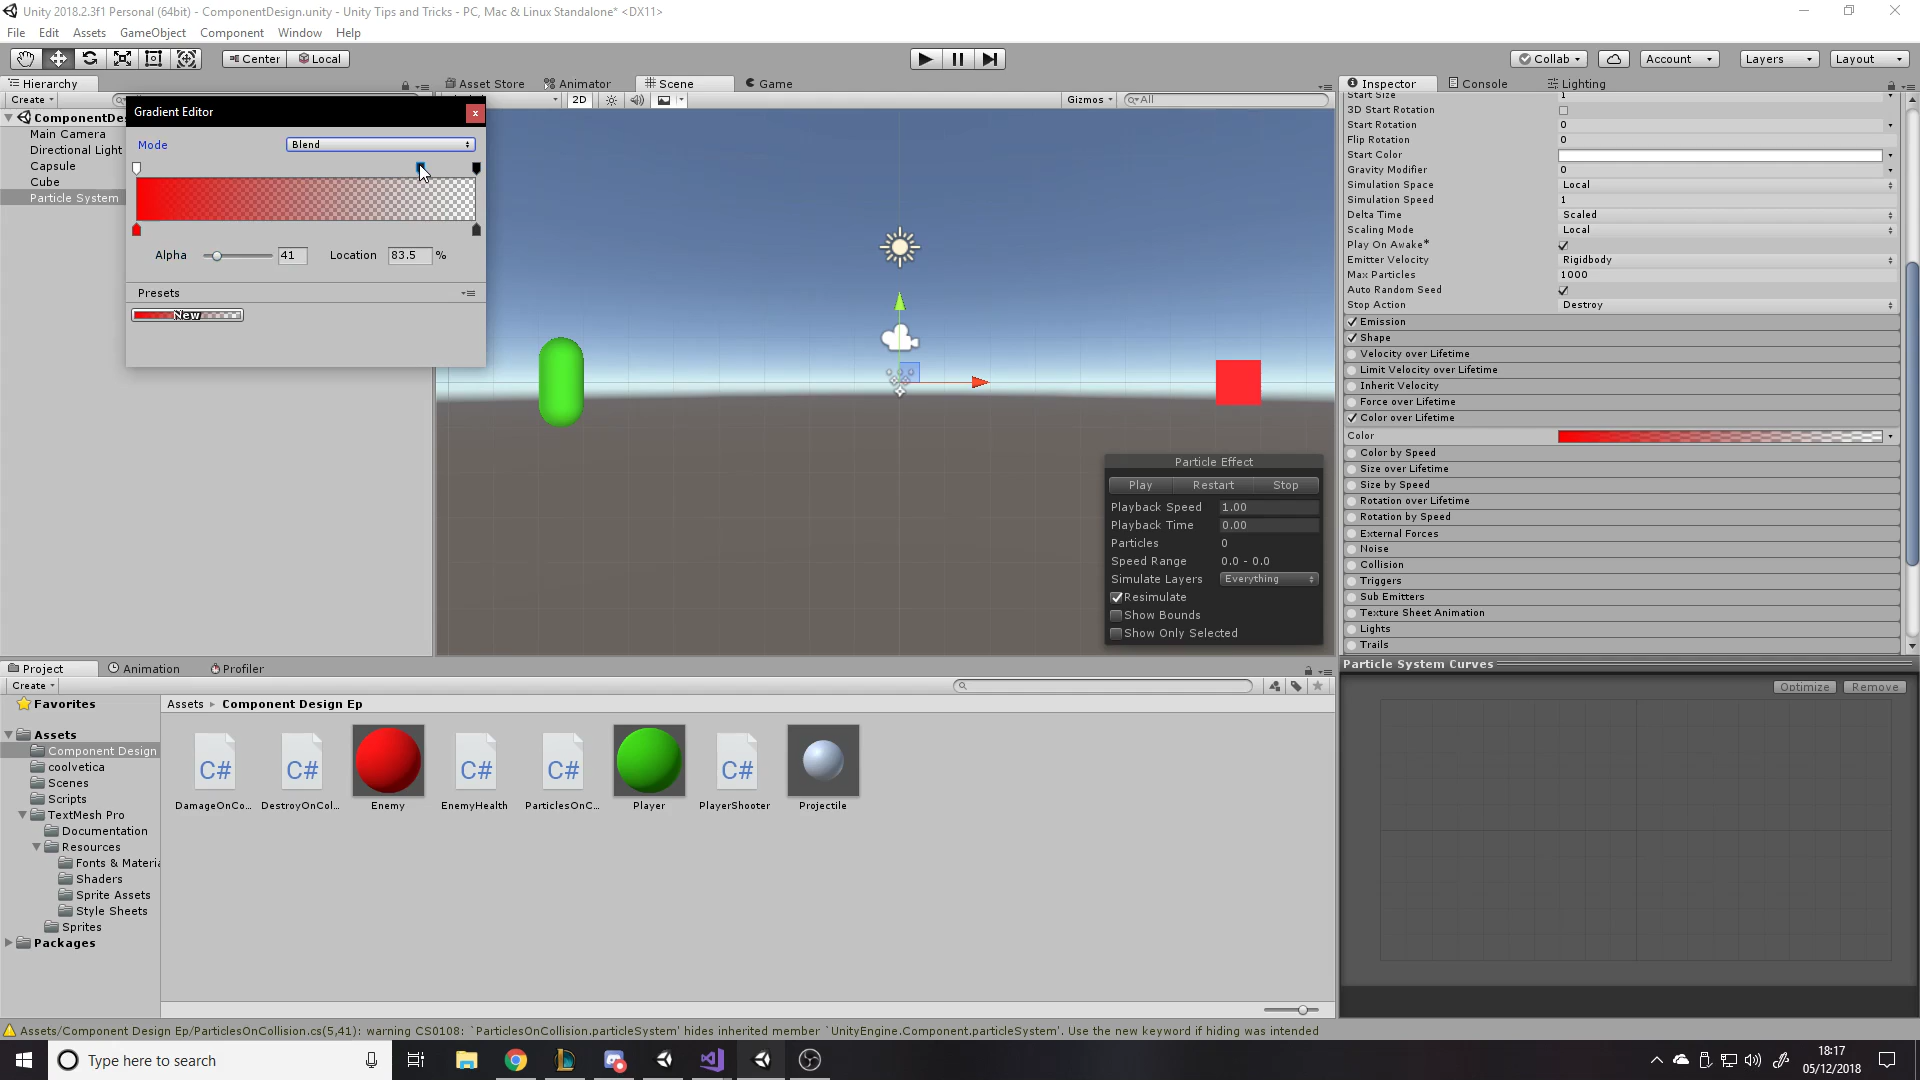 Unity 2018.2.3f1 Personal (64bit) - ComponentDesign.unity - Unity Tips and Tricks - PC, Mac & Linux Standalone* <DX11>
File Edit Assets GameObject Component Window Help
Center Local
Collab Account Layers Layout
Hierarchy
Create
ComponentDes
Main Camera
Directional Light
Capsule
Cube
Particle System
Gradient Editor
Mode Blend
Alpha 41 Location 83.5 %
Presets
New
Asset Store Animator Scene Game
2D Gizmos All
Particle Effect
Play Restart Stop
Playback Speed 1.00
Playback Time 0.00
Particles 0
Speed Range 0.0 - 0.0
Simulate Layers Everything
Resimulate
Show Bounds
Show Only Selected
Inspector Console Lighting
Start Size 1
3D Start Rotation
Start Rotation 0
Flip Rotation 0
Start Color
Gravity Modifier 0
Simulation Space Local
Simulation Speed 1
Delta Time Scaled
Scaling Mode Local
Play On Awake*
Emitter Velocity Rigidbody
Max Particles 1000
Auto Random Seed
Stop Action Destroy
Emission
Shape
Velocity over Lifetime
Limit Velocity over Lifetime
Inherit Velocity
Force over Lifetime
Color over Lifetime
Color
Color by Speed
Size over Lifetime
Size by Speed
Rotation over Lifetime
Rotation by Speed
External Forces
Noise
Collision
Triggers
Sub Emitters
Texture Sheet Animation
Lights
Trails
Particle System Curves
Optimize Remove
Project Animation Profiler
Create
Favorites
Assets
Component Design
coolvetica
Scenes
Scripts
TextMesh Pro
Documentation
Resources
Fonts & Materia
Shaders
Sprite Assets
Style Sheets
Sprites
Packages
Assets Component Design Ep
C# C# C# C# C#
DamageOnCo... DestroyOnCol... Enemy EnemyHealth ParticlesOnC... Player PlayerShooter Projectile
Assets/Component Design Ep/ParticlesOnCollision.cs(5,41): warning CS0108: `ParticlesOnCollision.particleSystem' hides inherited member `UnityEngine.Component.particleSystem'. Use the new keyword if hiding was intended
Type here to search
18:17
05/12/2018